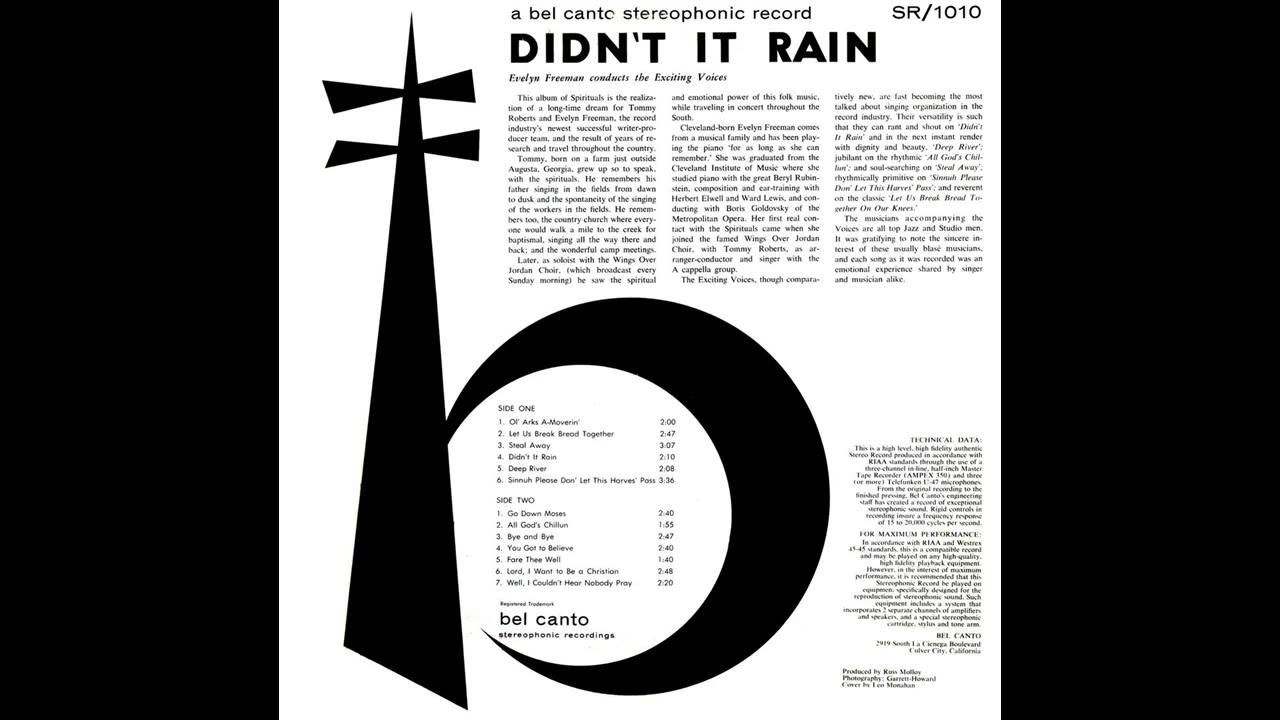 a bel canto stereophonic record
SR/1010
DIDN'T IT RAIN
Evelyn Freeman conducts the Exciting Voices
This album of Spirituals is the realiza-
tion of a long-time dream for Tommy
Roberts and Evelyn Freeman, the record
industry's newest successful writer-pro-
ducer team, and the result of years of re-
search and travel throughout the country.
Tommy, born on a farm just outside
Augusta, Georgia, grew up so to speak,
with the spirituals. He remembers his
father singing in the fields from dawn
to dusk and the spontaneity of the singing
of the workers in the fields. He remem-
bers too, the country church where every-
one would walk a mile to the creek for
baptismal, singing all the way there and
back; and the wonderful camp meetings.
Later, as soloist with the Wings Over
Jordan Choir, (which broadcast every
Sunday morning) he saw the spiritual
and emotional power of this folk music,
while traveling in concert throughout the
South.
Cleveland-born Evelyn Freeman comes
from a musical family and has been play-
ing the piano 'for as long as she can
remember.' She was graduated from the
Cleveland Institute of Music where she
studied piano with the great Beryl Rubin-
stein, composition and ear-training with
Herbert Elwell and Ward Lewis, and con-
ducting with Boris Goldovsky of the
Metropolitan Opera. Her first real con-
tact with the Spirituals came when she
joined the famed Wings Over Jordan
Choir, with Tommy Roberts, as ar-
ranger-conductor and singer with the
A cappella group.
The Exciting Voices, though compara-
tively new, are fast becoming the most
talked about singing organization in the
record industry. Their versatility is such
that they can rant and shout on 'Didn't
It Rain' and in the next instant render
with dignity and beauty, 'Deep River';
jubilant on the rhythmic 'All God's Chil-
lun'; and soul-searching on 'Steal Away';
rhythmically primitive on 'Sinnuh Please
Don' Let This Harves' Pass'; and reverent
on the classic 'Let Us Break Bread To-
gether On Our Knees.'
The musicians accompanying the
Voices are all top Jazz and Studio men.
It was gratifying to note the sincere in-
terest of these usually blasé musicians,
and each song as it was recorded was an
emotional experience shared by singer
and musician alike.
SIDE ONE
1. Ol' Arks A-Moverin' 2:00
2. Let Us Break Bread Together 2:47
3. Steal Away 3:07
4. Didn't It Rain 2:10
5. Deep River 2:08
6. Sinnuh Please Don' Let This Harves' Pass 3:36
SIDE TWO
1. Go Down Moses 2:40
2. All God's Chillun 1:55
3. Bye and Bye 2:47
4. You Got to Believe 2:40
5. Fare Thee Well 1:40
6. Lord, I Want to Be a Christian 2:48
7. Well, I Couldn't Hear Nobody Pray 2:20
Registered Trademark
bel canto
stereophonic recordings
TECHNICAL DATA:
This is a high level, high fidelity authentic
Stereo Record produced in accordance with
RIAA standards through the use of a
three-channel in-line, half-inch Master
Tape Recorder (AMPEX 350) and three
(or more) Telefunken U-47 microphones.
From the original recording to the
finished pressing, Bel Canto's engineering
staff has created a record of exceptional
stereophonic sound. Rigid controls in
recording insure a frequency response
of 15 to 20,000 cycles per second.
FOR MAXIMUM PERFORMANCE:
In accordance with RIAA and Westrex
45-45 standards, this is a compatible record
and may be played on any high-quality,
high fidelity playback equipment.
However, in the interest of maximum
performance, it is recommended that this
Stereophonic Record be played on
equipment specifically designed for the
reproduction of stereophonic sound. Such
equipment includes a system that
incorporates 2 separate channels of amplifiers
and speakers, and a special stereophonic
cartridge, stylus and tone arm.
BEL CANTO
2919 South La Cienega Boulevard
Culver City, California
Produced by Russ Molloy
Photography: Garrett-Howard
Cover by Leo Monahan